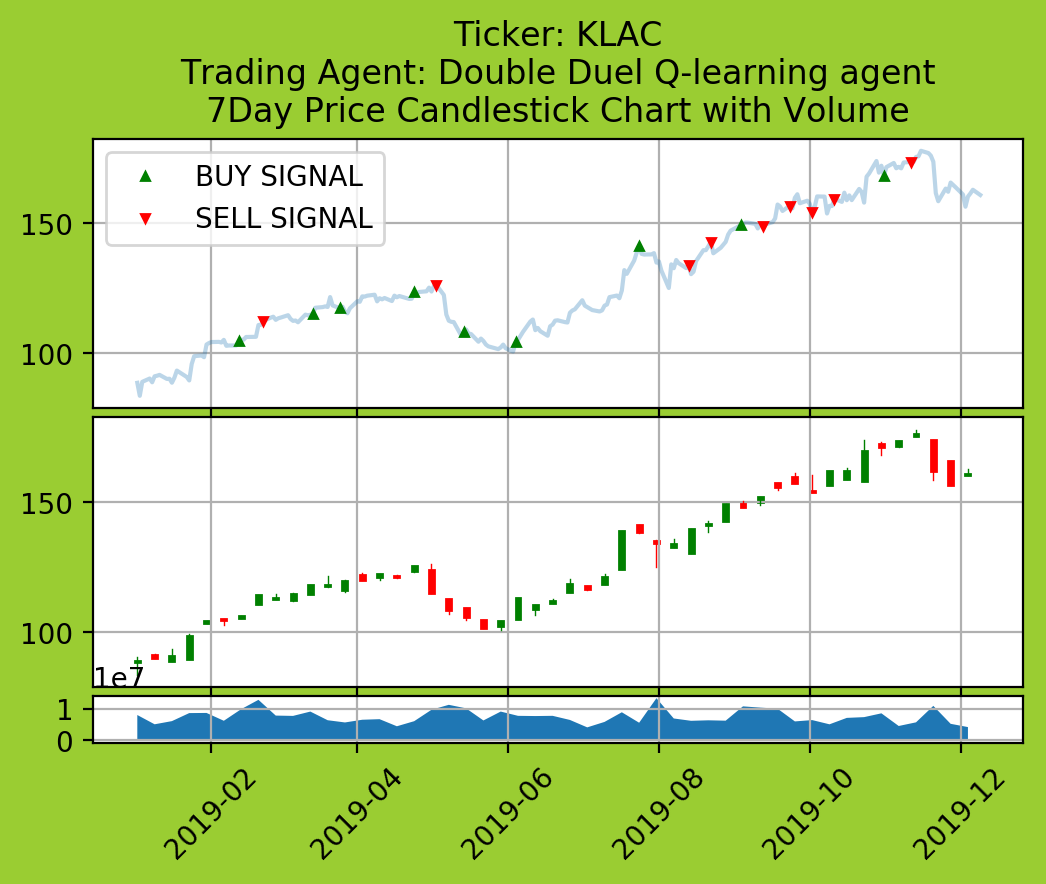 Ticker: KLAC
Trading Agent: Double Duel Q-learning agent
7Day Price Candlestick Chart with Volume
BUY SIGNAL
SELL SIGNAL
150
100
150
100
1e7
1
0
2019-02
2019-04
2019-06
2019-08
2019-10
2019-12